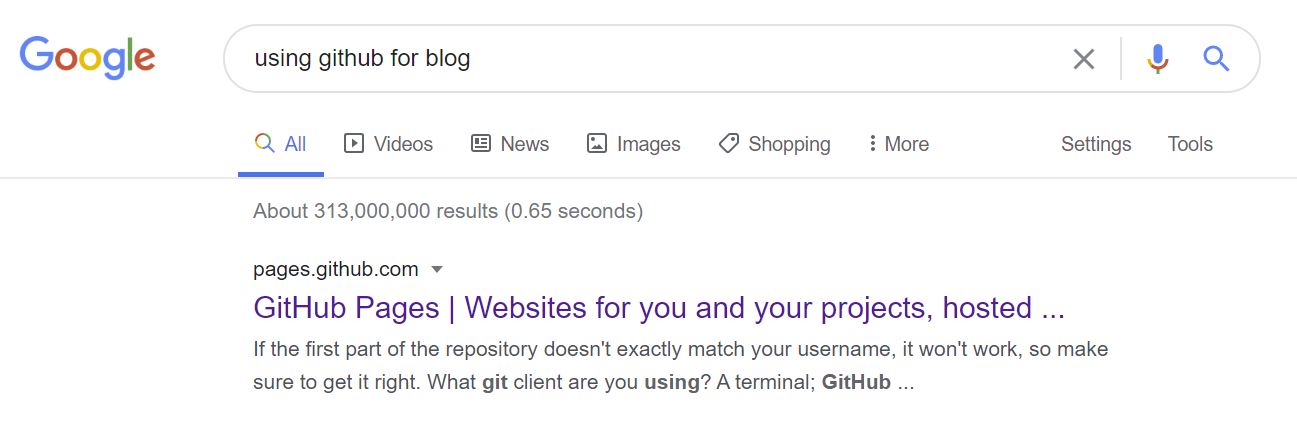 Google
using github for blog
All Videos News Images Shopping More Settings Tools
About 313,000,000 results (0.65 seconds)
pages.github.com
GitHub Pages | Websites for you and your projects, hosted ...
If the first part of the repository doesn't exactly match your username, it won't work, so make
sure to get it right. What git client are you using? A terminal; GitHub ...